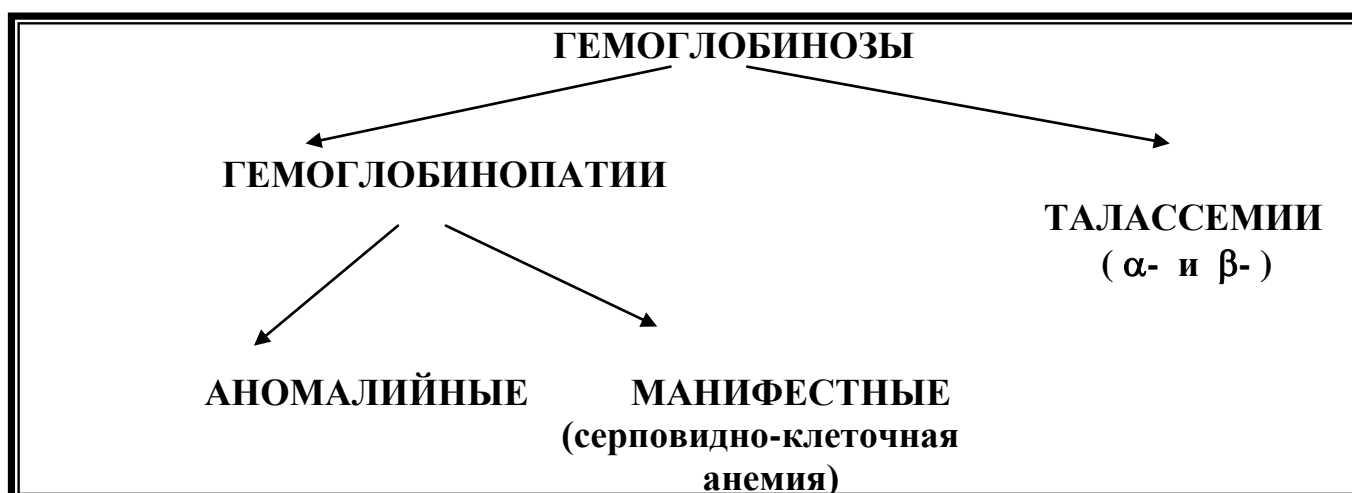 ГЕМОГЛОБИНОЗЫ
ГЕМОГЛОБИНОПАТИИ
ТАЛАССЕМИИ
( α- и β- )
АНОМАЛИЙНЫЕ
МАНИФЕСТНЫЕ
(серповидно-клеточная
анемия)